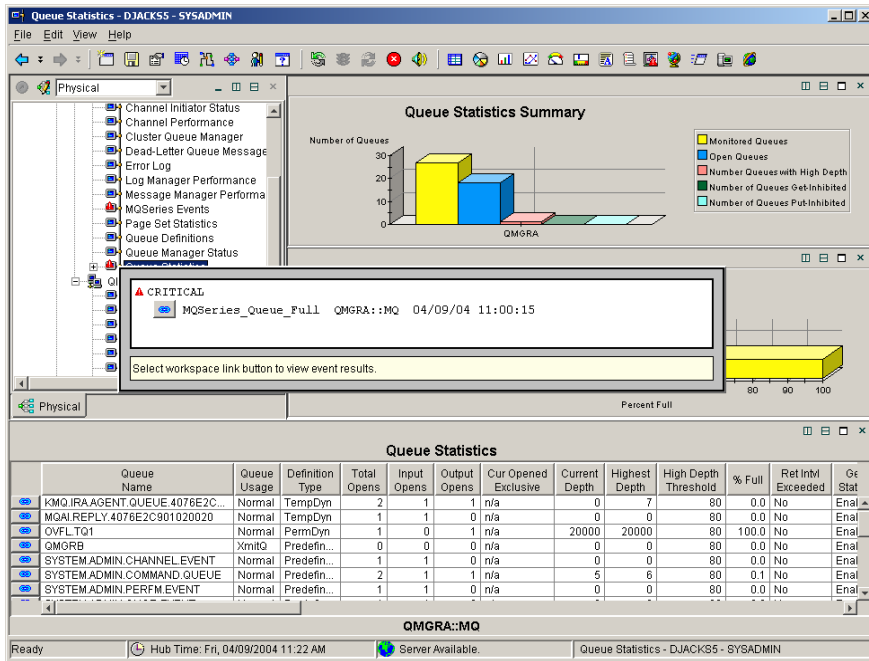 Queue Statistics - DJACKS5 - SYSADMIN
File Edit View Help
Physical
Channel Initiator Status
Channel Performance
Cluster Queue Manager
Dead-Letter Queue Message
Error Log
Log Manager Performance
Message Manager Performa
MQSeries Events
Page Set Statistics
Queue Definitions
Queue Manager Status
Physical
Queue Statistics Summary
Number of Queues
30
20
10
0
QMGRA
Monitored Queues
Open Queues
Number Queues with High Depth
Number of Queues Get-Inhibited
Number of Queues Put-Inhibited
CRITICAL
MQSeries_Queue_Full QMGRA::MQ 04/09/04 11:00:15
Select workspace link button to view event results.
80 90 100
Percent Full
Queue Statistics
Queue Name Queue Usage Definition Type Total Opens Input Opens Output Opens Cur Opened Exclusive Current Depth Highest Depth High Depth Threshold % Full Ret Intvl Exceeded Ge Stat
KMQ.IRA.AGENT.QUEUE.4076E2C... Normal TempDyn 2 1 1 n/a 0 7 80 0.0 No Enal
MQAI.REPLY.4076E2C901020020 Normal TempDyn 1 1 0 n/a 0 0 80 0.0 No Enal
OVFL.TQ1 Normal PermDyn 1 0 1 n/a 20000 20000 80 100.0 No Enal
QMGRB XmitQ Predefin... 0 0 0 n/a 0 0 80 0.0 No Enal
SYSTEM.ADMIN.CHANNEL.EVENT Normal Predefin... 1 1 0 n/a 0 0 80 0.0 No Enal
SYSTEM.ADMIN.COMMAND.QUEUE Normal Predefin... 2 1 1 n/a 5 6 80 0.1 No Enal
SYSTEM.ADMIN.PERFM.EVENT Normal Predefin... 1 1 0 n/a 0 0 80 0.0 No Enal
QMGRA::MQ
Ready Hub Time: Fri, 04/09/2004 11:22 AM Server Available. Queue Statistics - DJACKS5 - SYSADMIN